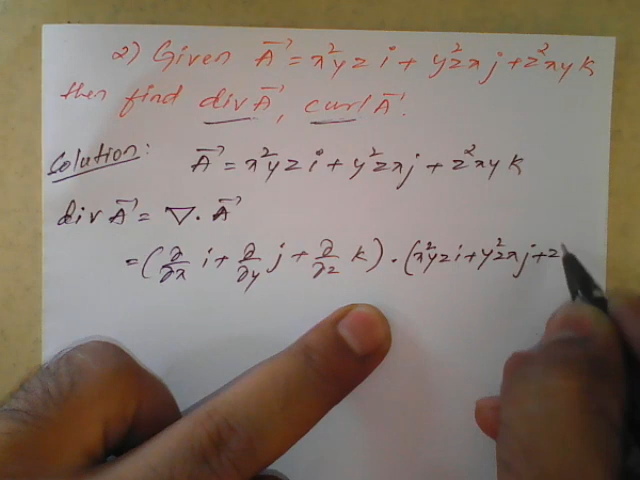 2) Given A⃗ = x²yz i + y²zx j + z²xy k
then find div A⃗, curl A⃗.
Solution: A⃗ = x²yz i + y²zx j + z²xy k
div A⃗ = ∇ . A⃗
= (∂/∂x i + ∂/∂y j + ∂/∂z k) . (x²yz i + y²zx j + z